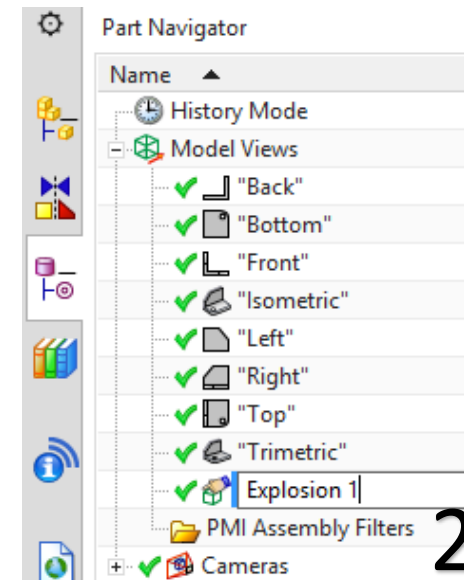 Part Navigator
Name
History Mode
Model Views
"Back"
"Bottom"
"Front"
"Isometric"
"Left"
"Right"
"Top"
"Trimetric"
Explosion 1
PMI Assembly Filters
2
Cameras